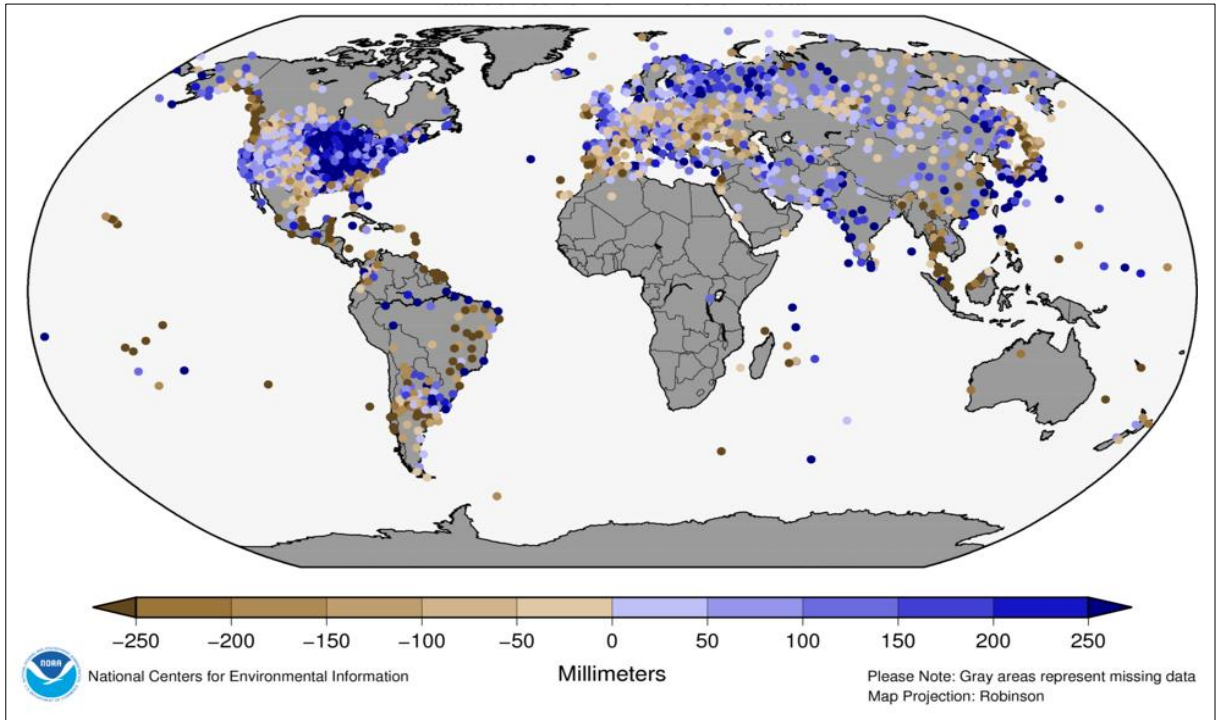 −250 −200 −150 −100 −50 0 50 100 150 200 250
Millimeters
NOAA
National Centers for Environmental Information
Please Note: Gray areas represent missing data
Map Projection: Robinson